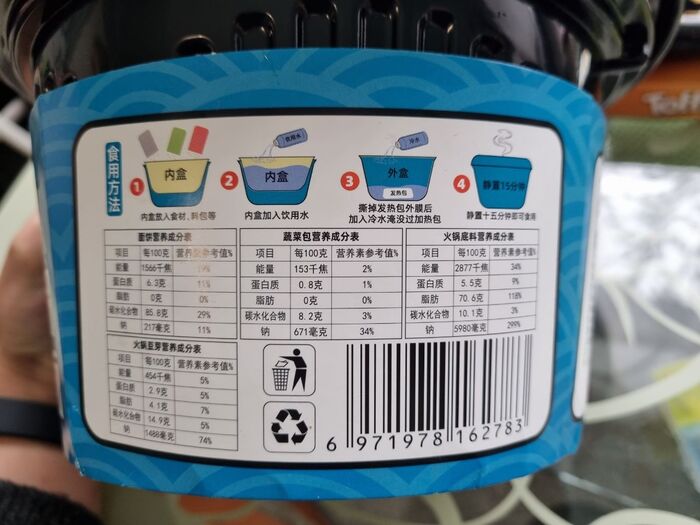 食用方法
1 内盒
2 饮用水 内盒
3 冷水 外盒 发热包
4 静置15分钟
内盒放入食材、料包等
内盒加入饮用水
撕掉发热包外膜后
加入冷水淹没过加热包
静置十五分钟即可食用
面饼营养成分表
项目 每100克 营养素参考值%
能量 1566千焦 19%
蛋白质 6.3克 11%
脂肪 0克 0%
碳水化合物 85.8克 29%
钠 217毫克 11%
蔬菜包营养成分表
项目 每100克 营养素参考值%
能量 153千焦 2%
蛋白质 0.8克 1%
脂肪 0克 0%
碳水化合物 8.2克 3%
钠 671毫克 34%
火锅底料营养成分表
项目 每100克 营养素参考值%
能量 2877千焦 34%
蛋白质 5.5克 9%
脂肪 70.6克 118%
碳水化合物 10.1克 3%
钠 5980毫克 299%
火锅豆芽营养成分表
项目 每100克 营养素参考值%
能量 454千焦 5%
蛋白质 2.9克 5%
脂肪 4.1克 7%
碳水化合物 14.9克 5%
钠 1488毫克 74%
6 971978 162783